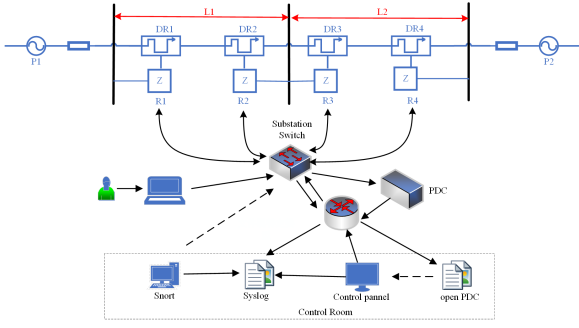 L1
L2
DR1
DR2
DR3
DR4
P1
P2
Z
Z
Z
Z
R1
R2
R3
R4
Substation
Switch
PDC
Snort
Syslog
Control pannel
open PDC
Control Room